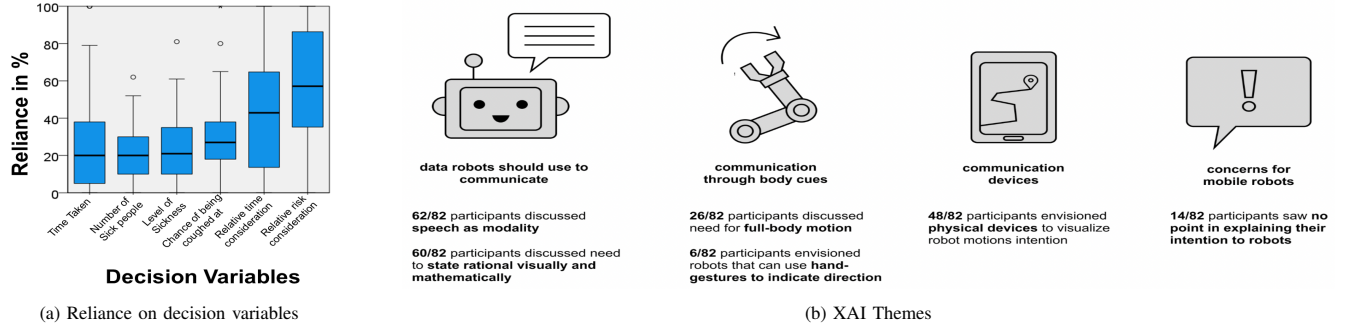 100
80
60
40
20
0
Reliance in %
Time Taken
Number of
Sick people
Level of
Sickness
Chance of being
coughed at
Relative time
consideration
Relative risk
consideration
Decision Variables
(a) Reliance on decision variables
data robots should use to
communicate
62/82 participants discussed
speech as modality
60/82 participants discussed need
to state rational visually and
mathematically
communication
through body cues
26/82 participants discussed
need for full-body motion
6/82 participants envisioned
robots that can use hand-
gestures to indicate direction
communication
devices
48/82 participants envisioned
physical devices to visualize
robot motions intention
concerns for
mobile robots
14/82 participants saw no
point in explaining their
intention to robots
(b) XAI Themes